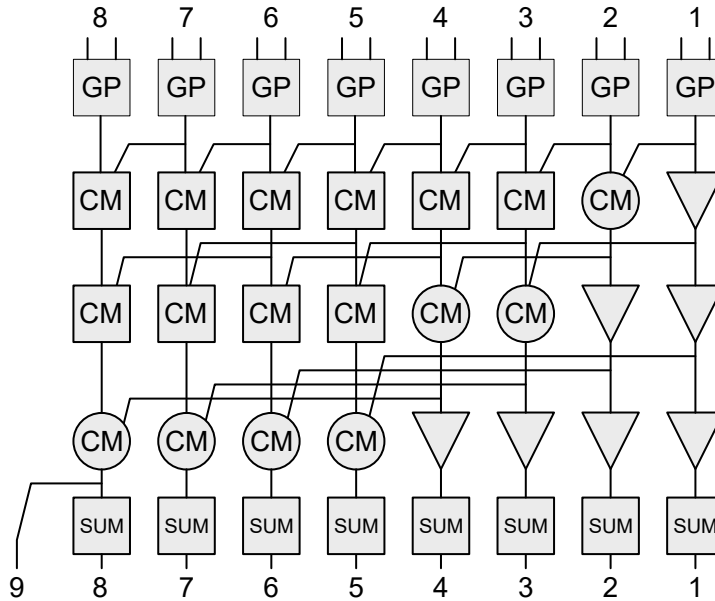 8 7 6 5 4 3 2 1
GP GP GP GP GP GP GP GP
CM CM CM CM CM CM CM
CM CM CM CM CM CM
CM CM CM CM
SUM SUM SUM SUM SUM SUM SUM SUM
9 8 7 6 5 4 3 2 1